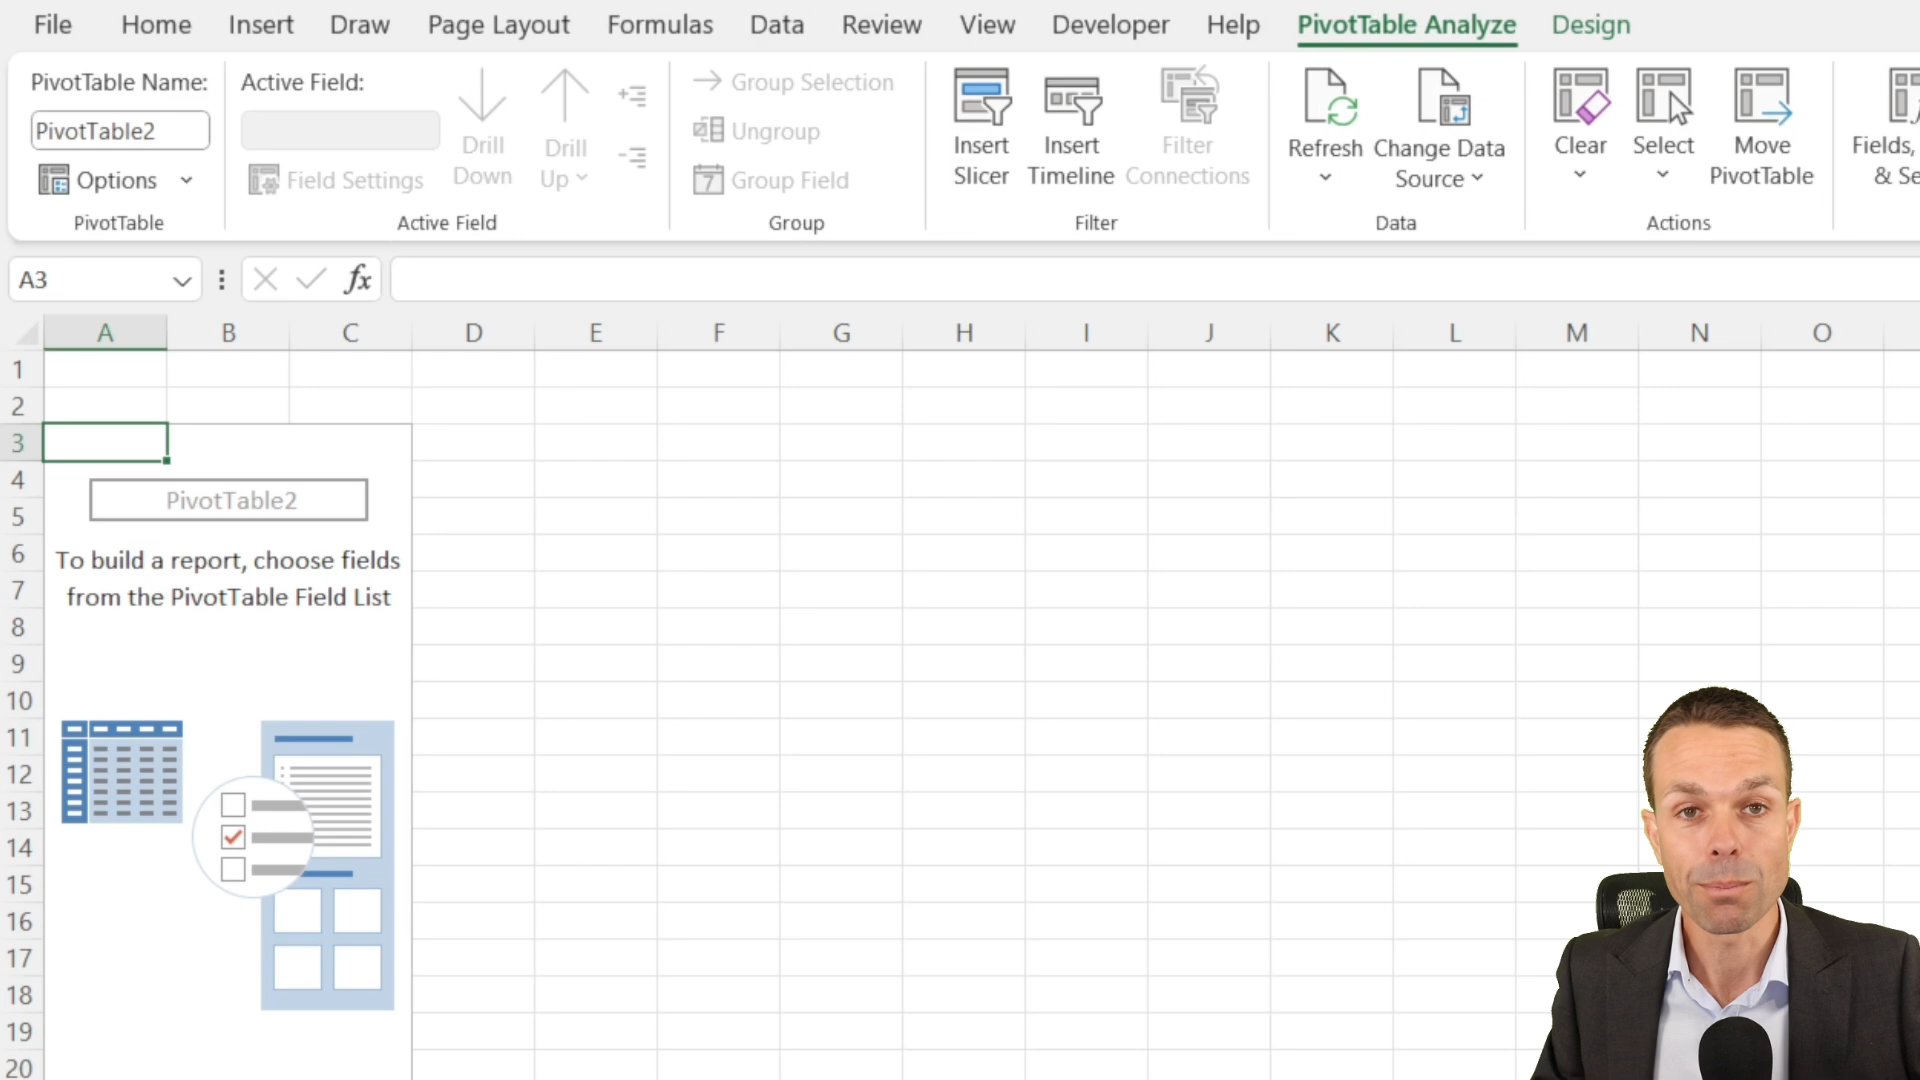 File Home Insert Draw Page Layout Formulas Data Review View Developer Help PivotTable Analyze Design
PivotTable Name:
PivotTable2
Options
PivotTable
Active Field:
Field Settings
Drill
Down
Drill
Up
Active Field
Group Selection
Ungroup
7 Group Field
Group
Insert
Slicer
Insert
Timeline
Filter
Connections
Filter
Refresh
Change Data
Source
Data
Clear
Select
Move
PivotTable
Actions
Fields,
& Se
A3
fx
A B C D E F G H I J K L M N O
1
2
3
4
5
6
7
8
9
10
11
12
13
14
15
16
17
18
19
20
PivotTable2
To build a report, choose fields
from the PivotTable Field List